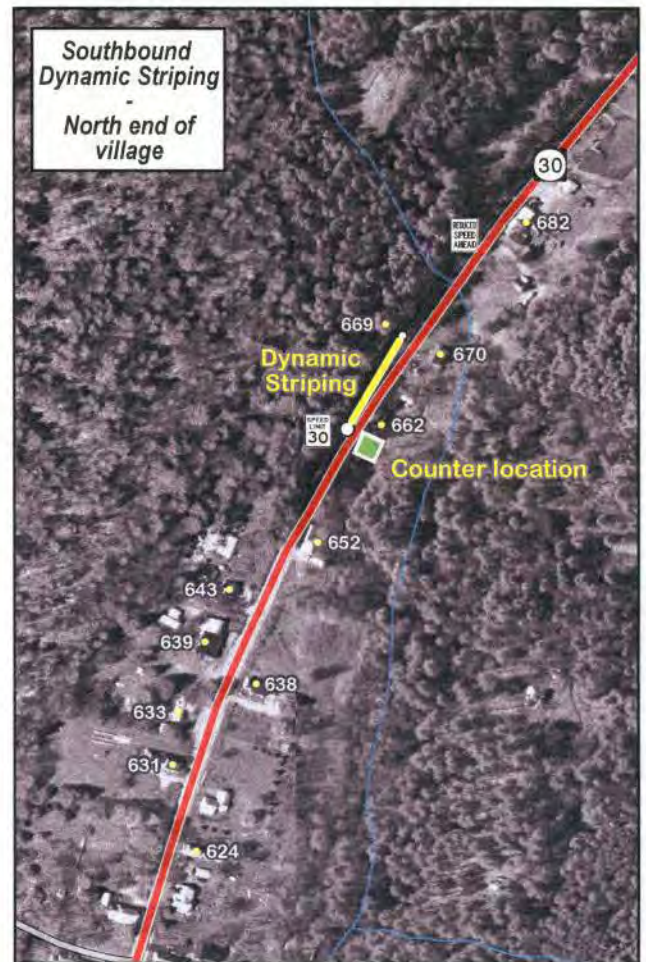 Southbound
Dynamic Striping
-
North end of
village
30
REDUCED
SPEED
AHEAD
682
669
670
Dynamic
Striping
SPEED
LIMIT
30
662
Counter location
652
643
639
638
633
631
624